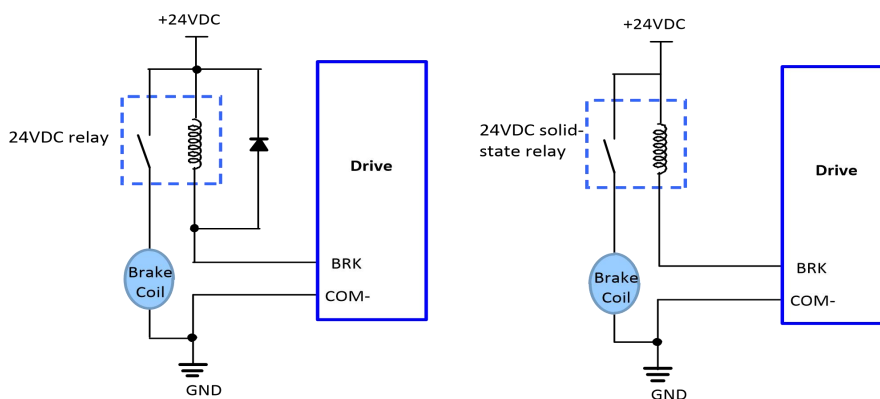 +24VDC
24VDC relay
Drive
Brake
Coil
BRK
COM-
GND
+24VDC
24VDC solid-
state relay
Drive
Brake
Coil
BRK
COM-
GND